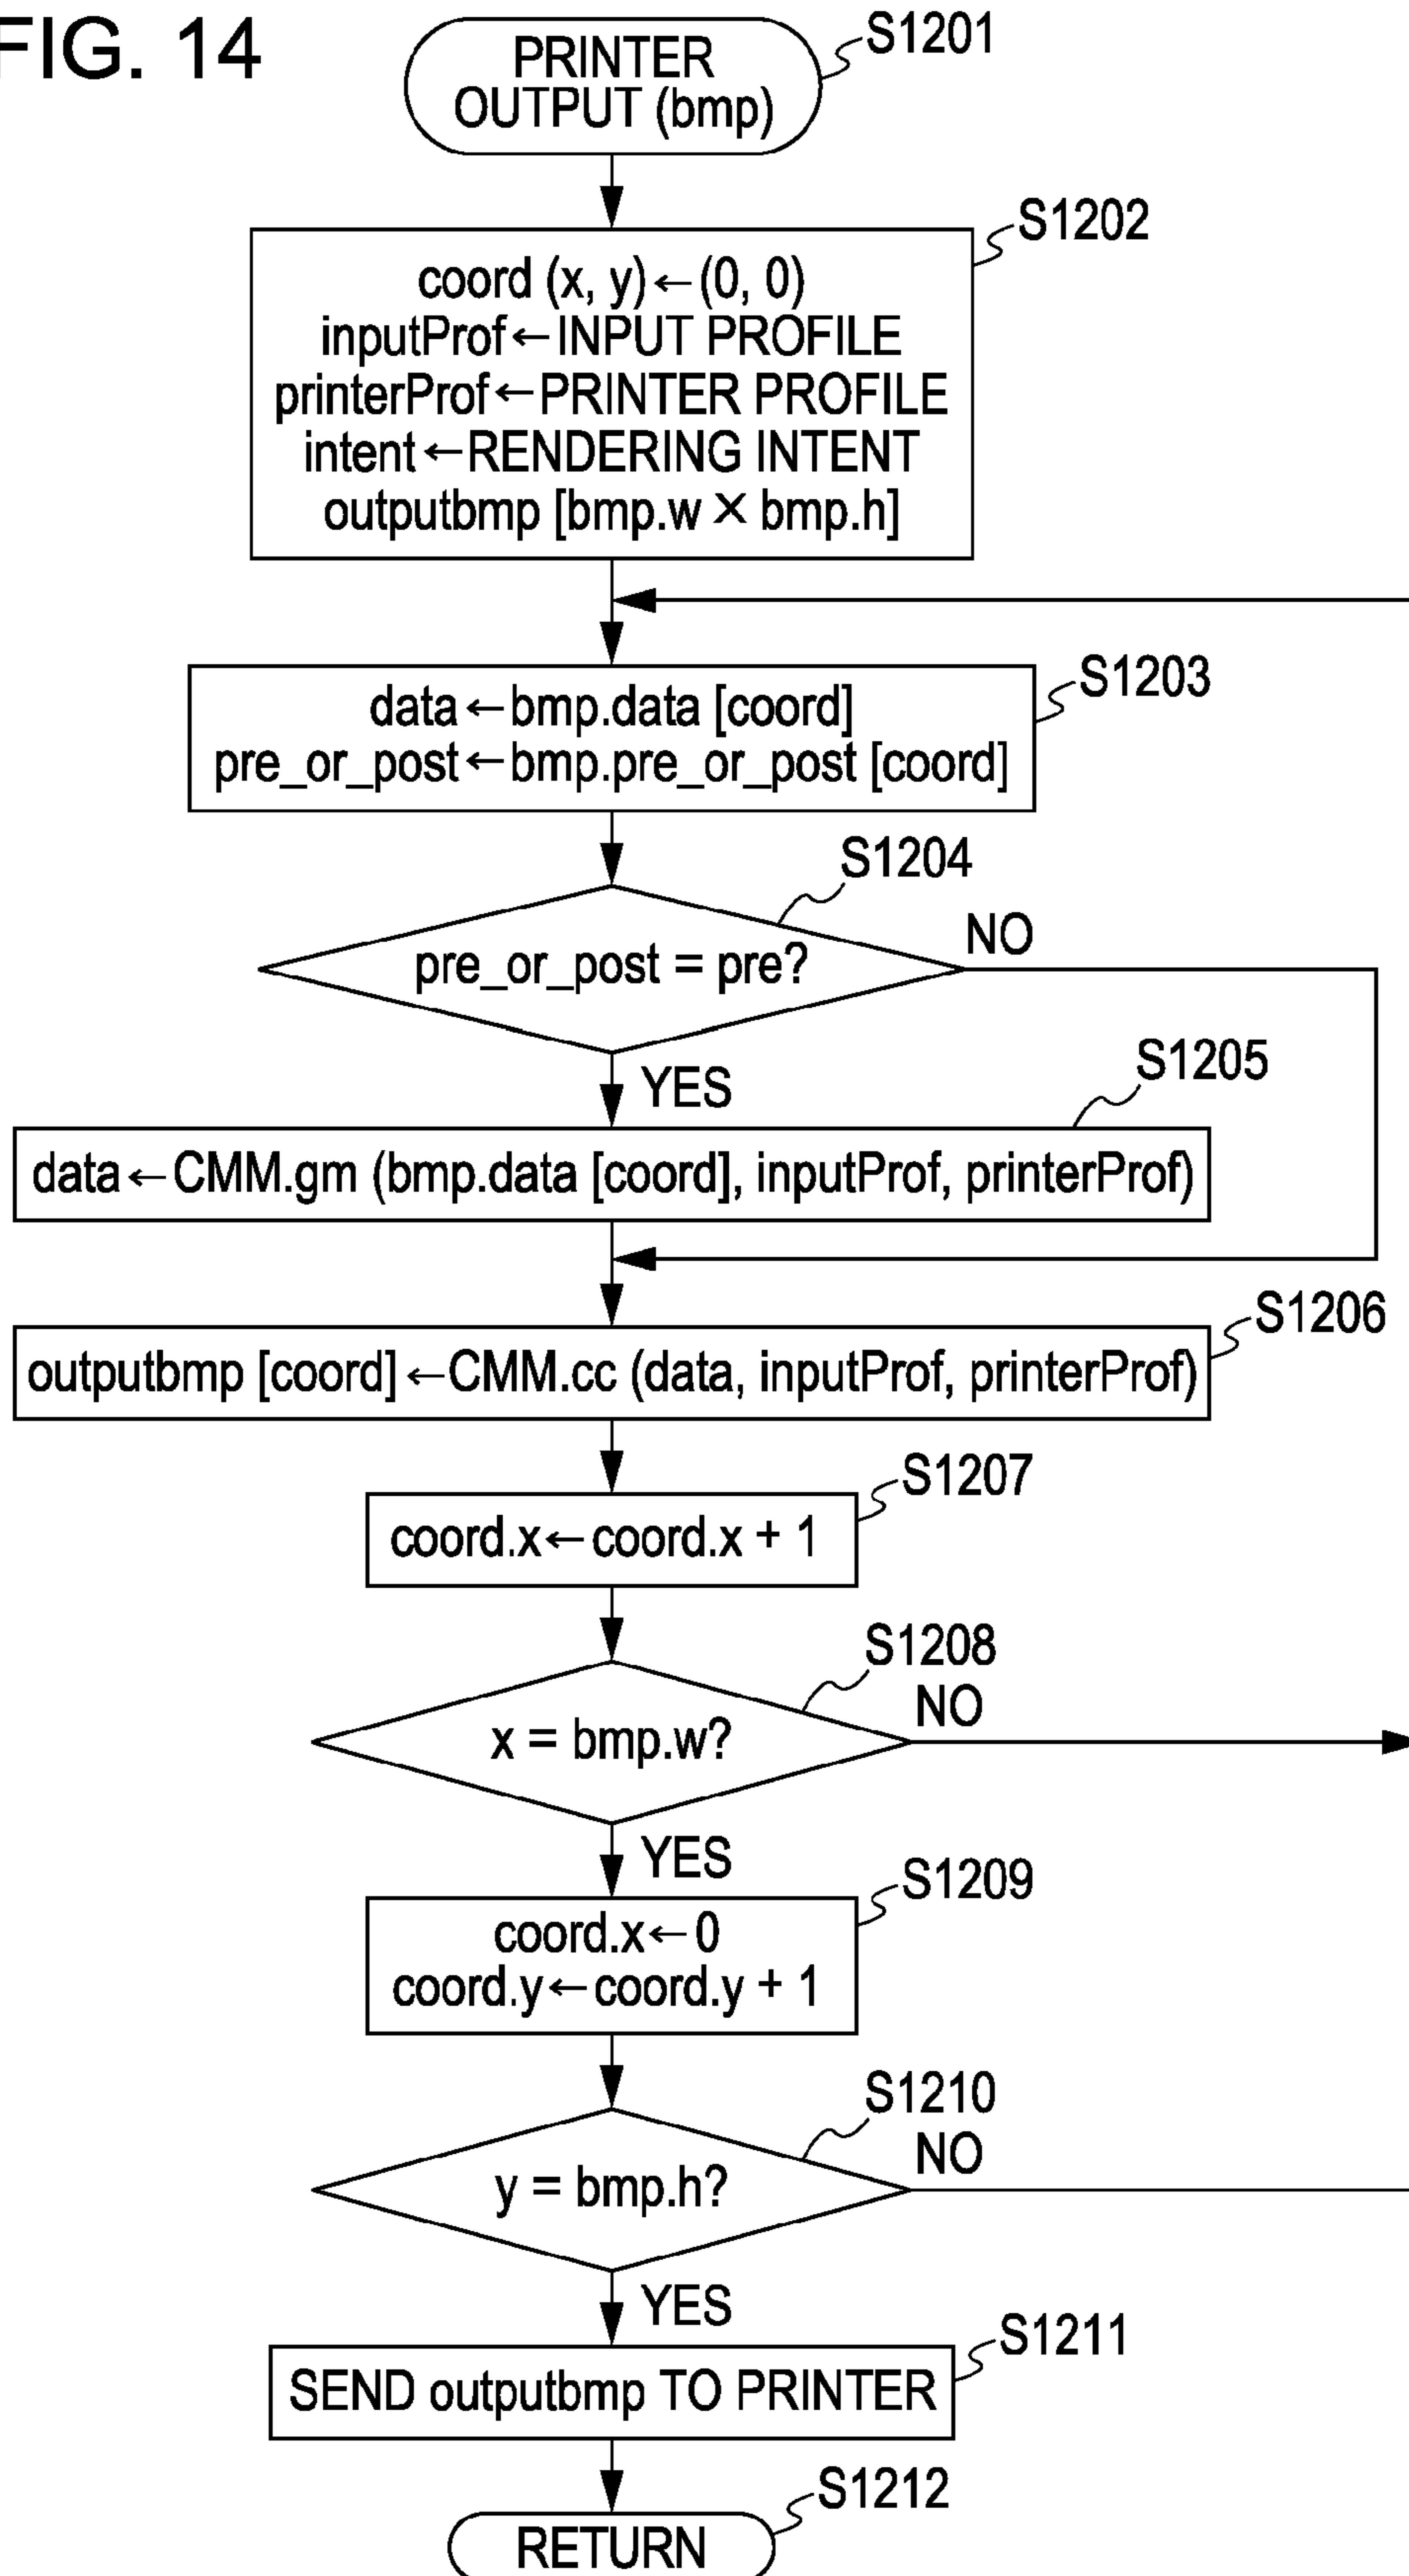 FIG. 14
PRINTER
OUTPUT (bmp)
S1201
S1202
coord (x, y)←(0, 0)
inputProf←INPUT PROFILE
printerProf←PRINTER PROFILE
intent←RENDERING INTENT
outputbmp [bmp.w × bmp.h]
S1203
data←bmp.data [coord]
pre_or_post←bmp.pre_or_post [coord]
S1204
pre_or_post = pre?
NO
YES
S1205
data←CMM.gm (bmp.data [coord], inputProf, printerProf)
S1206
outputbmp [coord]←CMM.cc (data, inputProf, printerProf)
S1207
coord.x←coord.x + 1
S1208
x = bmp.w?
NO
YES
S1209
coord.x←0
coord.y←coord.y + 1
S1210
y = bmp.h?
NO
YES
S1211
SEND outputbmp TO PRINTER
S1212
RETURN